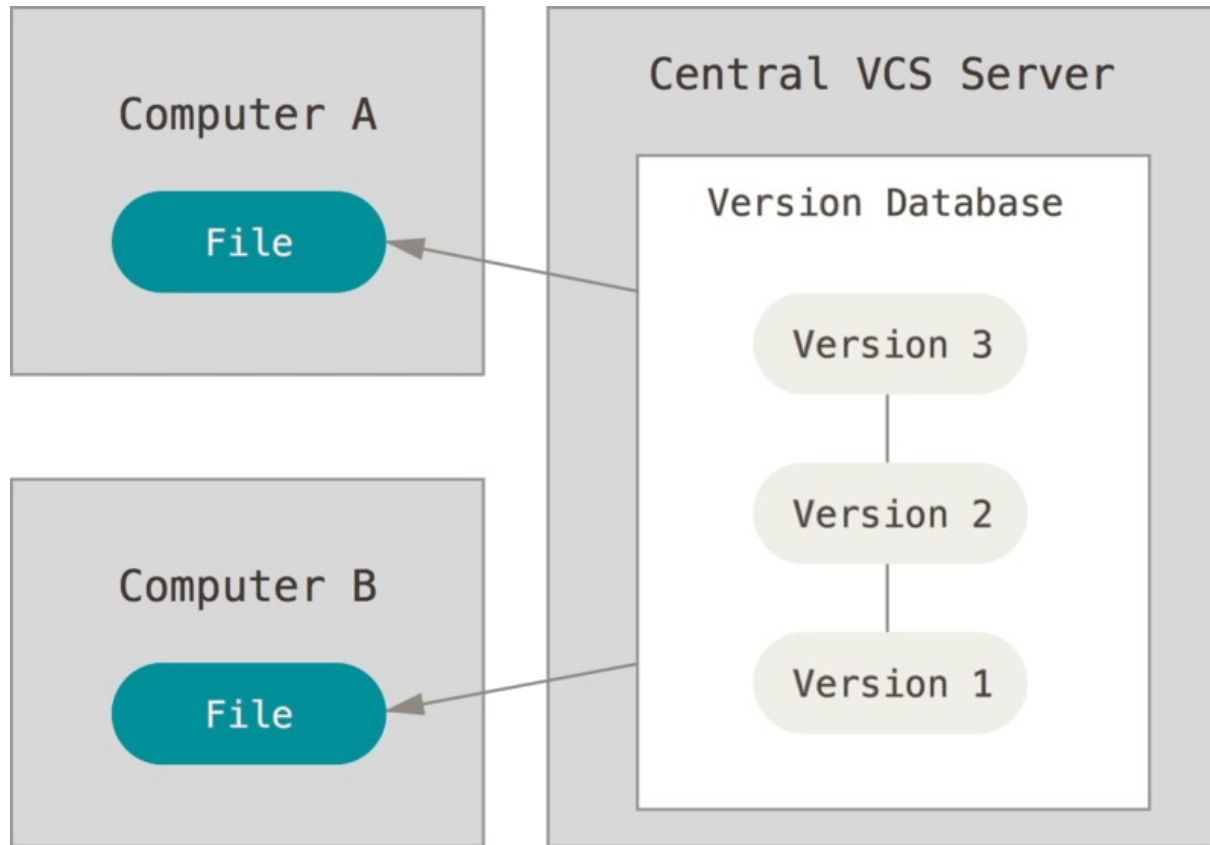 Computer A
File
Computer B
File
Central VCS Server
Version Database
Version 3
Version 2
Version 1